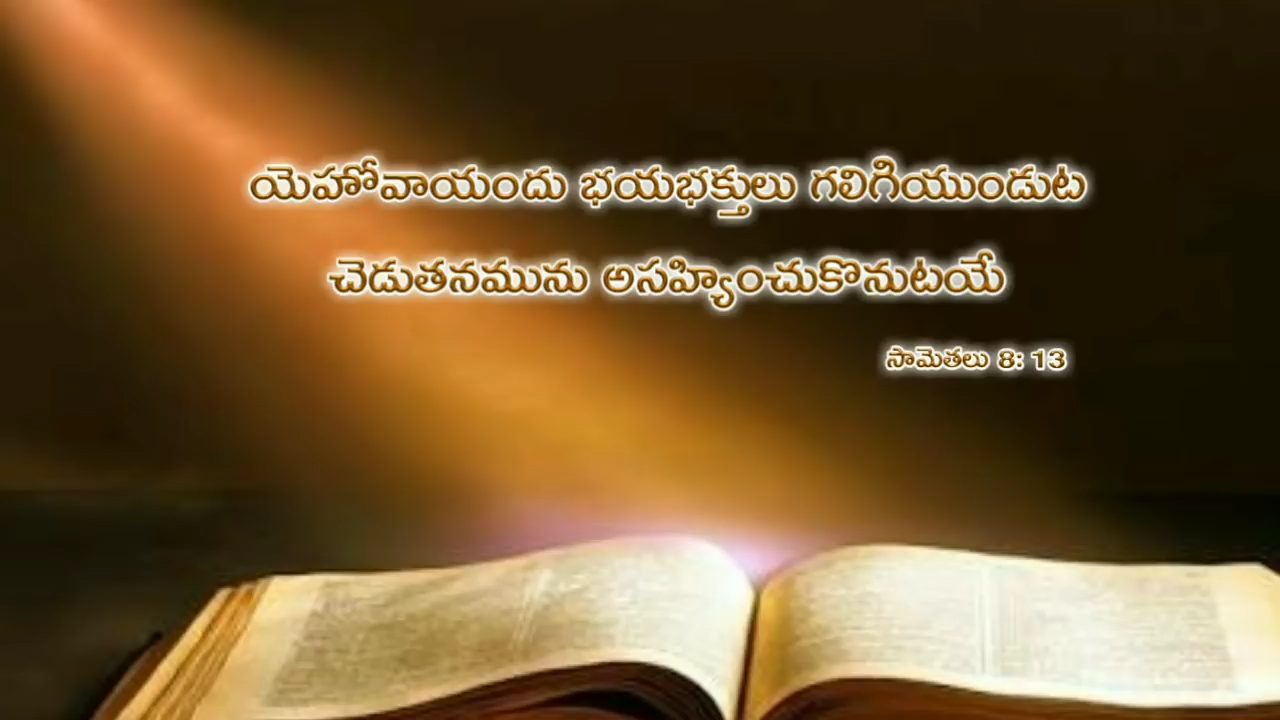 యెహోవాయందు భయభక్తులు గలిగియుండుట
చెడుతనమును అసహ్యించుకొనుటయే
సామెతలు 8: 13